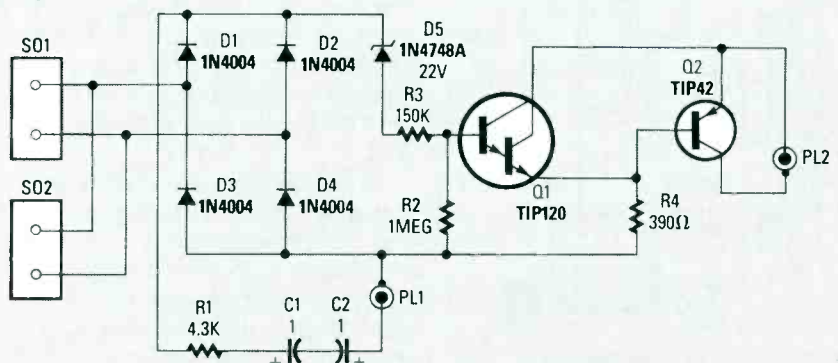 SO1
D1
1N4004
D2
1N4004
D5
1N4748A
22V
R3
150K
Q2
TIP42
PL2
D3
1N4004
D4
1N4004
R2
1MEG
Q1
TIP120
R4
390Ω
SO2
PL1
R1
4.3K
C1
1
C2
1
+
+